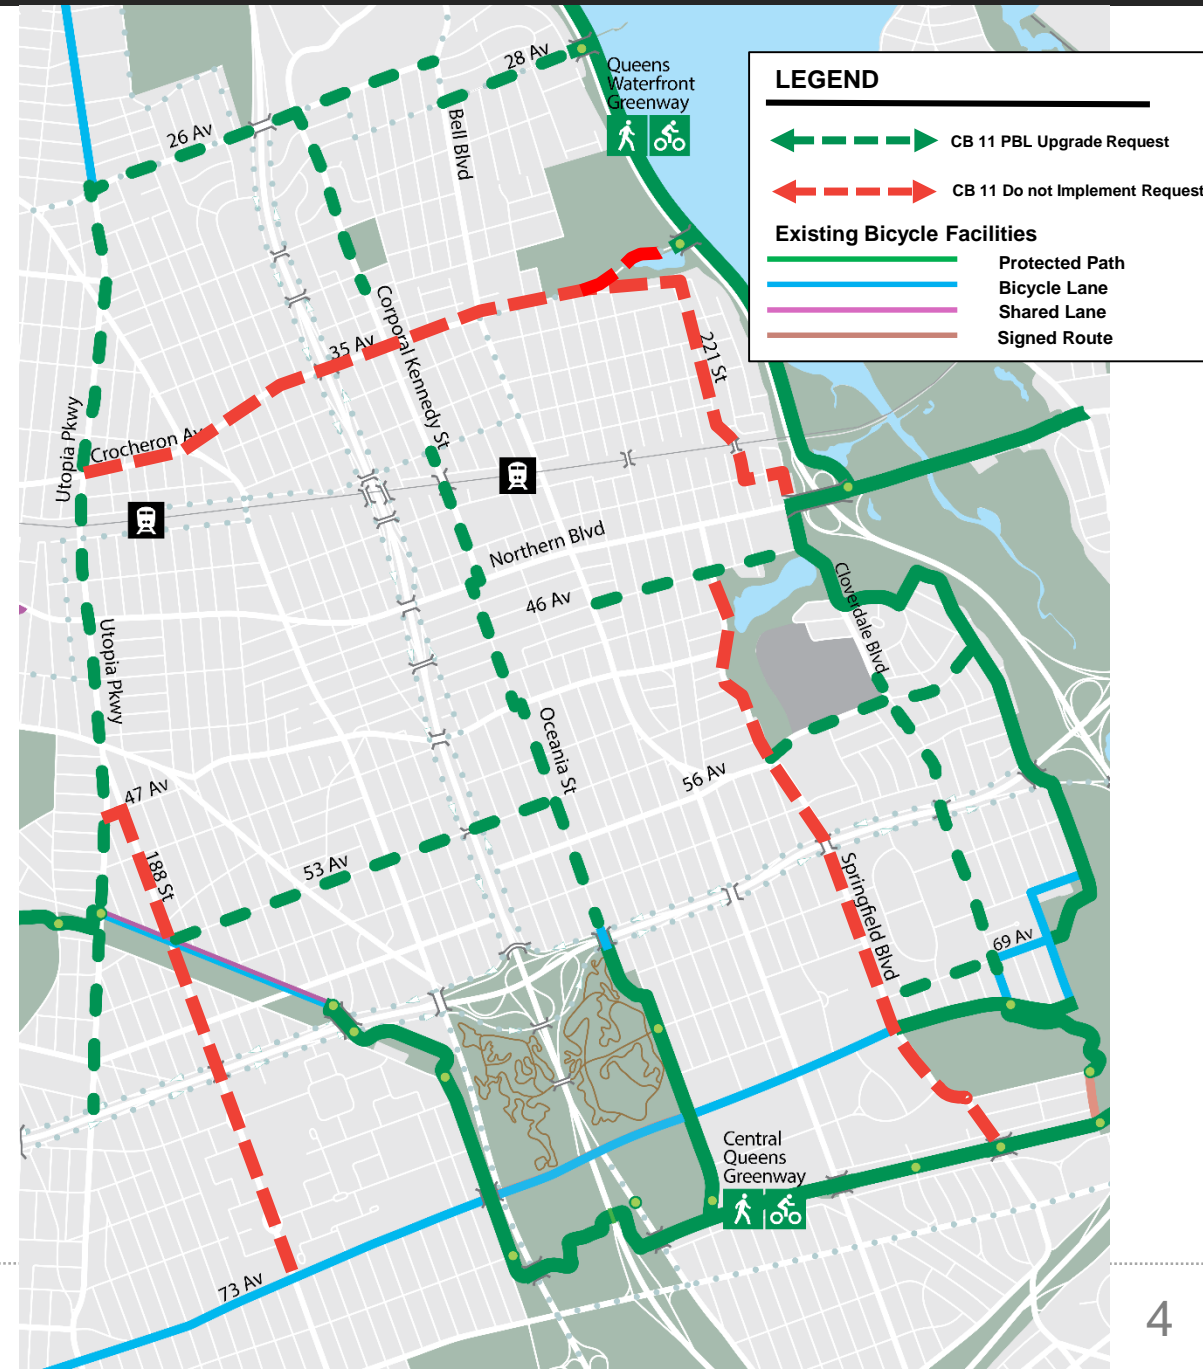 28 Av
Queens
Waterfront
Greenway
LEGEND
CB 11 PBL Upgrade Request
CB 11 Do not Implement Request
Existing Bicycle Facilities
Protected Path
Bicycle Lane
Shared Lane
Signed Route
26 Av
Bell Blvd
Corporal Kennedy St
35 Av
221 St
Crocheron Av
Utopia Pkwy
Northern Blvd
46 Av
Cloverdale Blvd
Utopia Pkwy
Oceania St
56 Av
47 Av
188 St
53 Av
Springfield Blvd
69 Av
Central
Queens
Greenway
73 Av
4